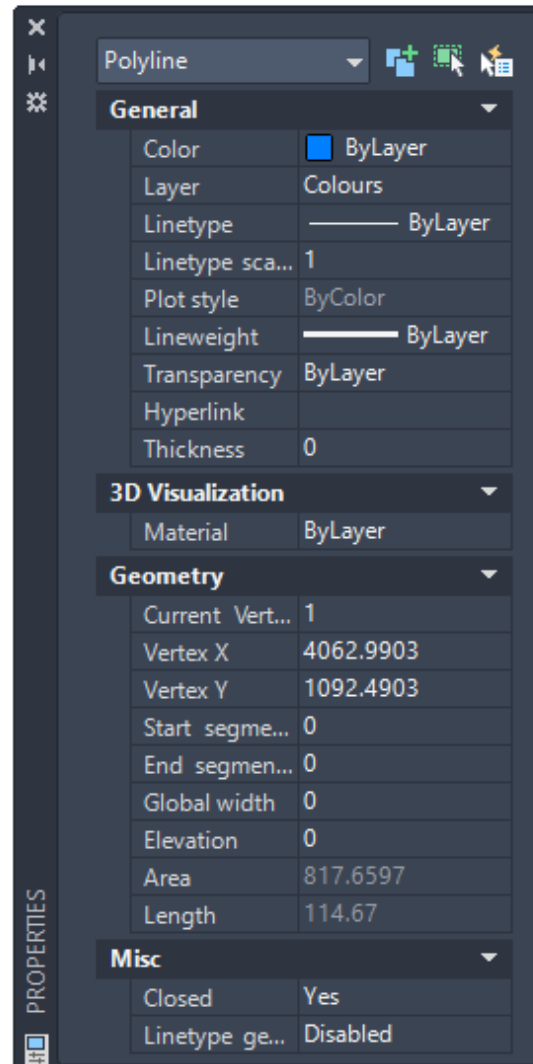 Polyline
General
Color ByLayer
Layer Colours
Linetype ByLayer
Linetype sca... 1
Plot style ByColor
Lineweight ByLayer
Transparency ByLayer
Hyperlink
Thickness 0
3D Visualization
Material ByLayer
Geometry
Current Vert... 1
Vertex X 4062.9903
Vertex Y 1092.4903
Start segme... 0
End segmen... 0
Global width 0
Elevation 0
Area 817.6597
Length 114.67
Misc
Closed Yes
Linetype ge... Disabled
PROPERTIES